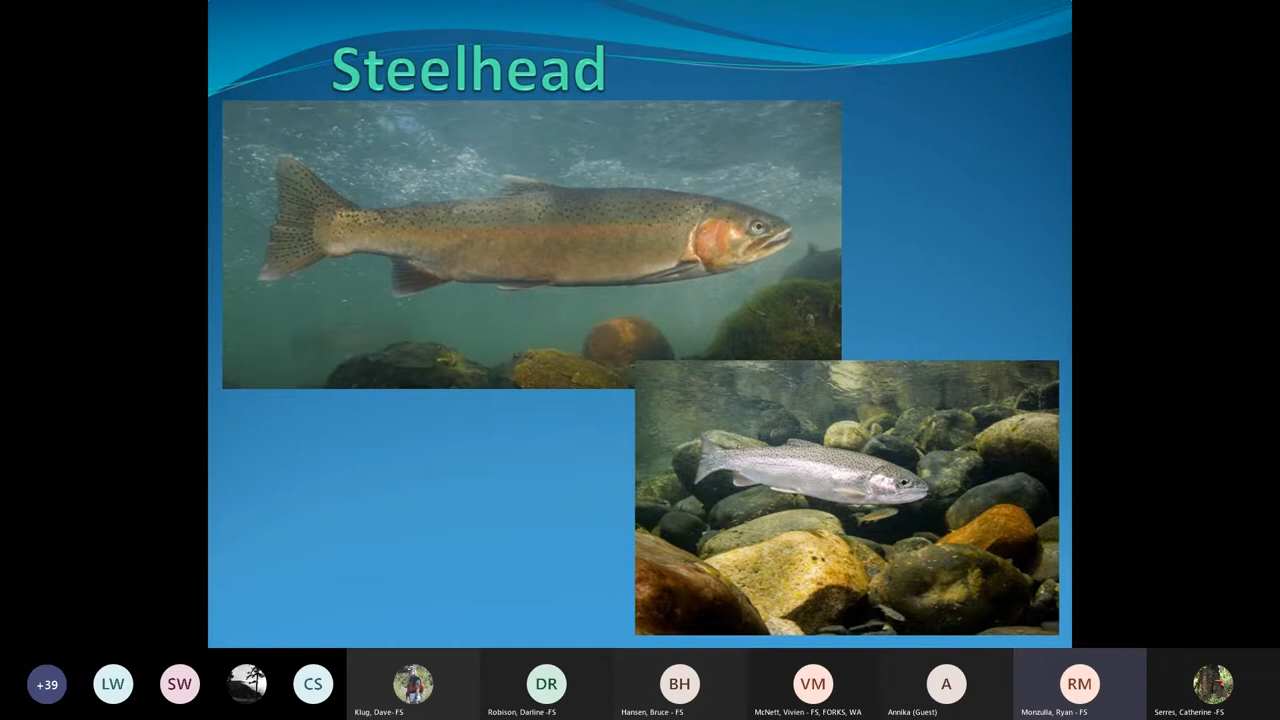 Steelhead
+39
LW
SW
CS
DR
BH
VM
A
RM
Klug, Dave- FS
Robison, Darline -FS
Hansen, Bruce - FS
McNett, Vivien - FS, FORKS, WA
Annika (Guest)
Monzulla, Ryan - FS
Serres, Catherine -FS